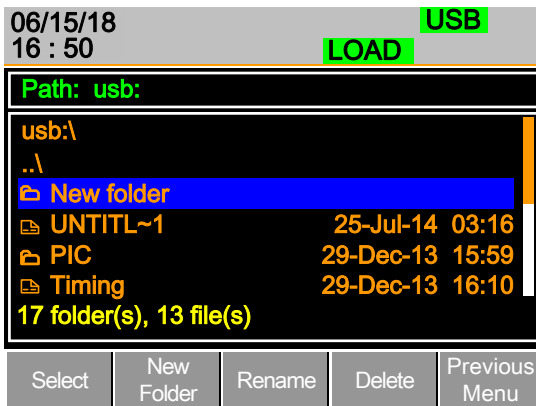 06/15/18 USB
16 : 50 LOAD
Path: usb:
usb:\
..\
New folder
UNTITL~1 25-Jul-14 03:16
PIC 29-Dec-13 15:59
Timing 29-Dec-13 16:10
17 folder(s), 13 file(s)
Select New Folder Rename Delete Previous Menu